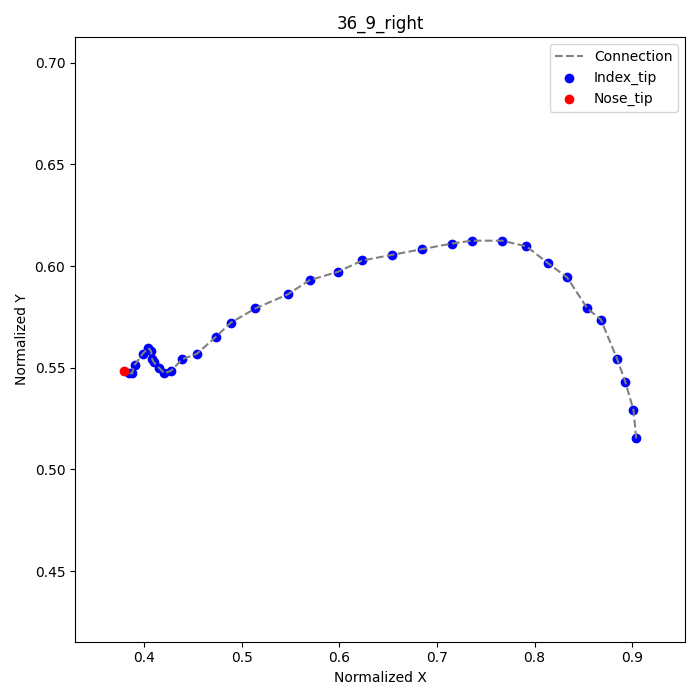 36_9_right
Connection
Index_tip
Nose_tip
0.70
0.65
0.60
0.55
0.50
0.45
Normalized Y
0.4 0.5 0.6 0.7 0.8 0.9
Normalized X